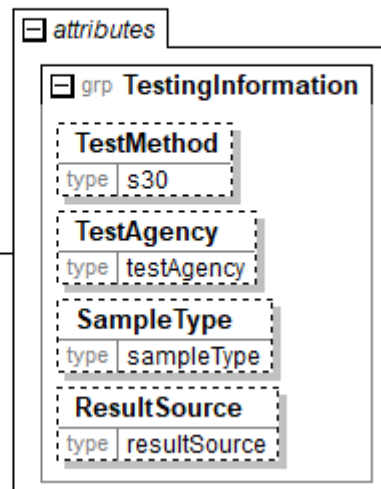 attributes
grp TestingInformation
TestMethod
type s30
TestAgency
type testAgency
SampleType
type sampleType
ResultSource
type resultSource